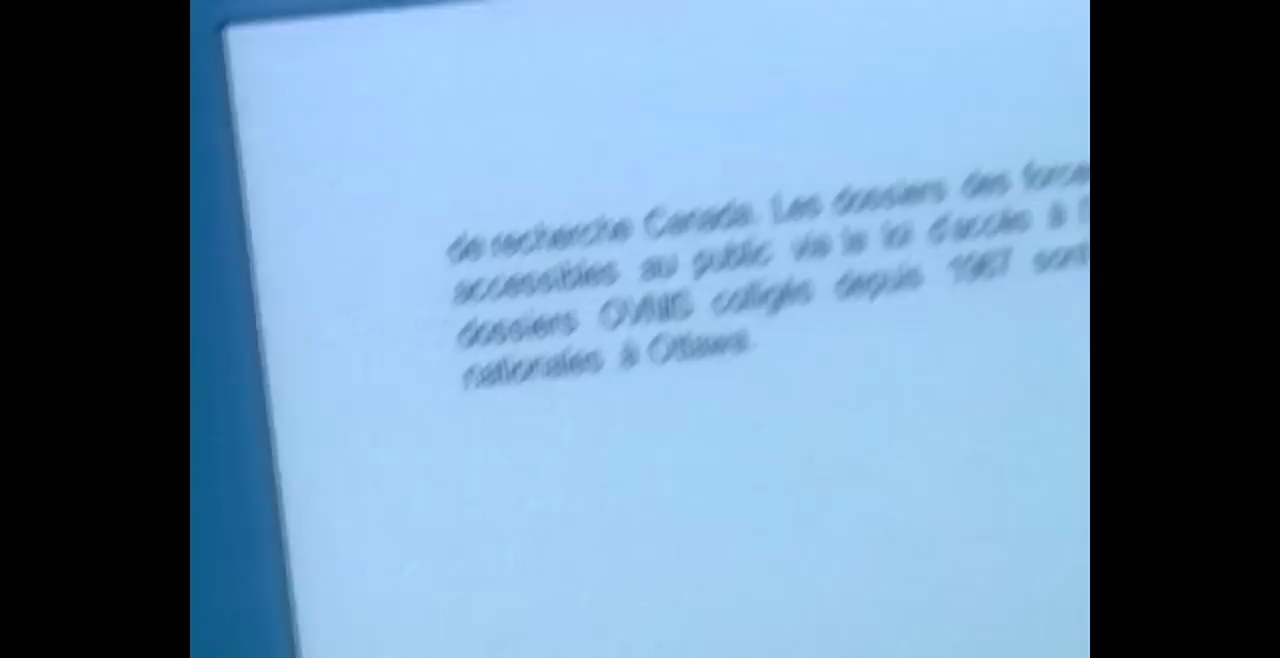 de recherche Canada. Les dossiers des force
accessibles au public via la loi d'accès à
dossiers OVNIS colligés depuis 1967 sont
nationales à Ottawa.